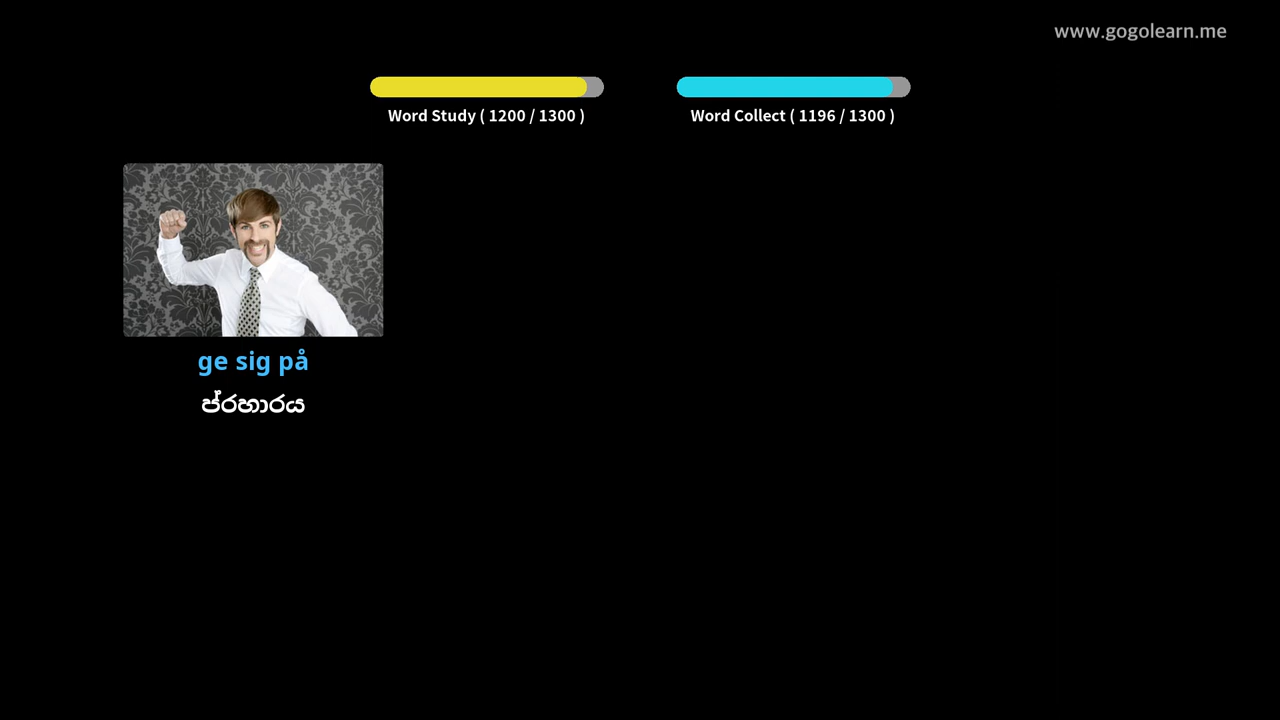 www.gogolearn.me
Word Study ( 1200 / 1300 )
Word Collect ( 1196 / 1300 )
ge sig på
ප්රහාරය